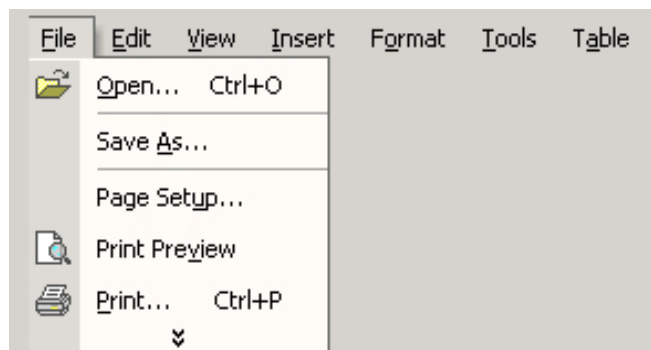 File Edit View Insert Format Tools Table
Open... Ctrl+O
Save As...
Page Setup...
Print Preview
Print... Ctrl+P